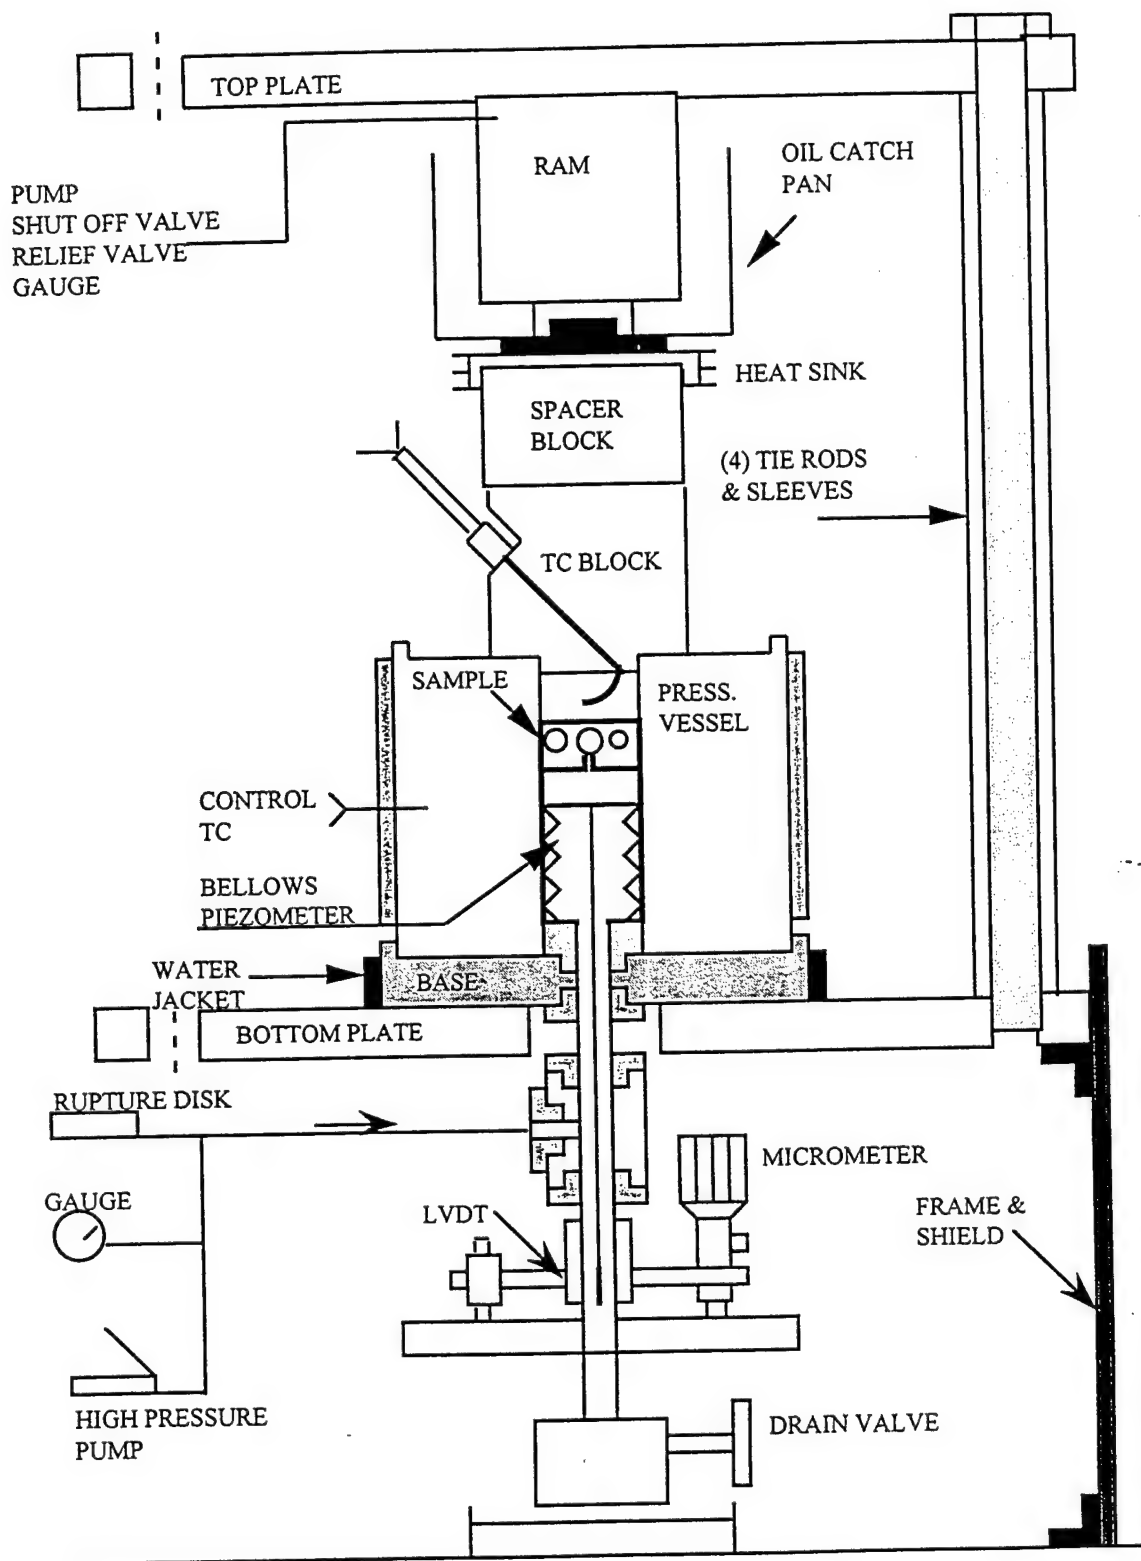 TOP PLATE
RAM
OIL CATCH
PAN
PUMP
SHUT OFF VALVE
RELIEF VALVE
GAUGE
HEAT SINK
SPACER
BLOCK
(4) TIE RODS
& SLEEVES
TC BLOCK
SAMPLE
PRESS.
VESSEL
CONTROL
TC
BELLOWS
PIEZOMETER
WATER
JACKET
BASE
BOTTOM PLATE
RUPTURE DISK
MICROMETER
GAUGE
LVDT
FRAME &
SHIELD
HIGH PRESSURE
PUMP
DRAIN VALVE